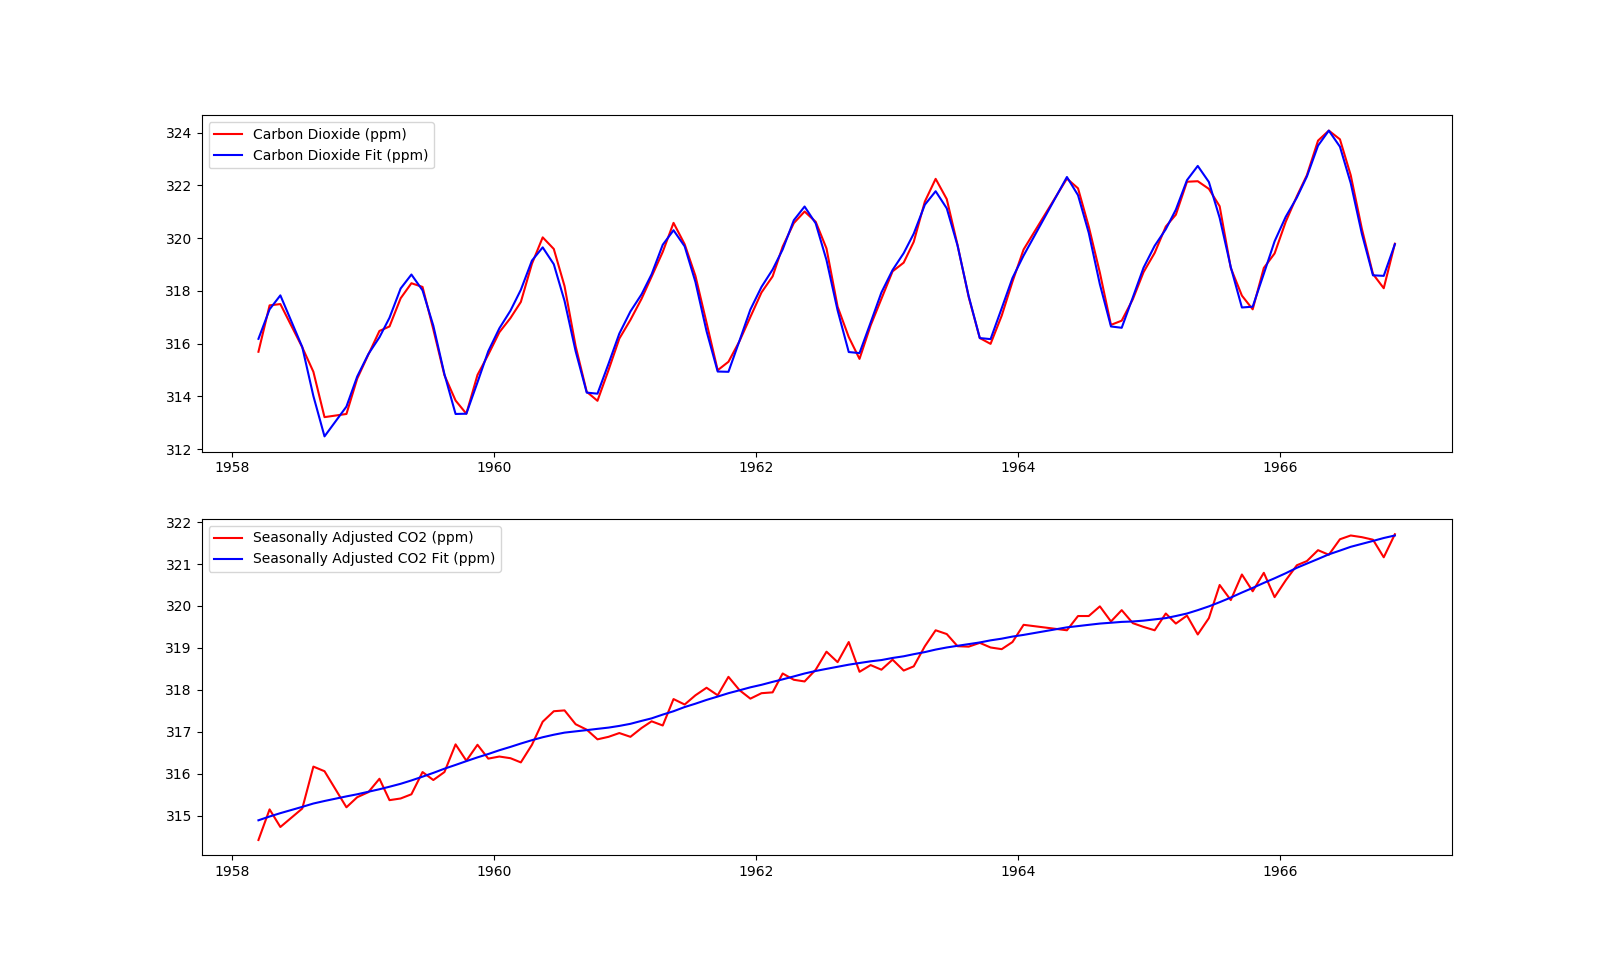 Carbon Dioxide (ppm)
Carbon Dioxide Fit (ppm)
324
322
320
318
316
314
312
1958 1960 1962 1964 1966
Seasonally Adjusted CO2 (ppm)
Seasonally Adjusted CO2 Fit (ppm)
322
321
320
319
318
317
316
315
1958 1960 1962 1964 1966